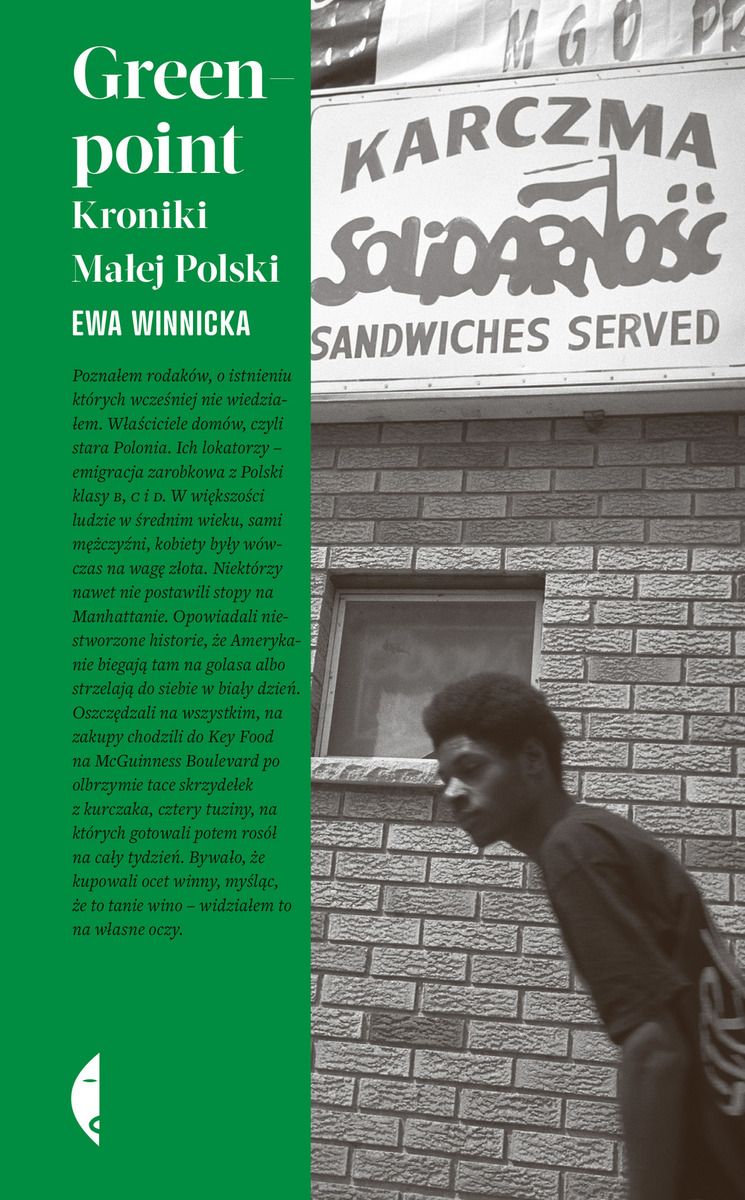 Green–
point
Kroniki
Małej Polski
EWA WINNICKA
Poznałem rodaków, o istnieniu
których wcześniej nie wiedzia-
łem. Właściciele domów, czyli
stara Polonia. Ich lokatorzy –
emigracja zarobkowa z Polski
klasy B, C i D. W większości
ludzie w średnim wieku, sami
mężczyźni, kobiety były wów-
czas na wagę złota. Niektórzy
nawet nie postawili stopy na
Manhattanie. Opowiadali nie-
stworzone historie, że Ameryka-
nie biegają tam na golasa albo
strzelają do siebie w biały dzień.
Oszczędzali na wszystkim, na
zakupy chodzili do Key Food
na McGuinness Boulevard po
olbrzymie tace skrzydełek
z kurczaka, cztery tuziny, na
których gotowali potem rosół
na cały tydzień. Bywało, że
kupowali ocet winny, myśląc,
że to tanie wino – widziałem to
na własne oczy.
MGO PR
KARCZMA
SOLIDARNOŚĆ
SANDWICHES SERVED